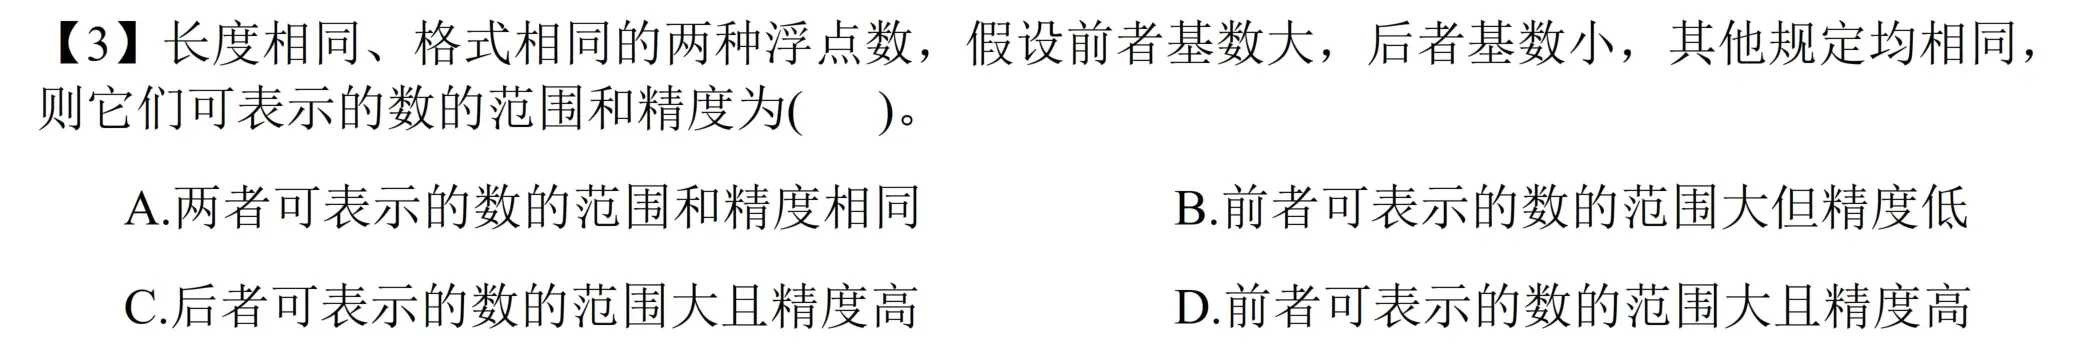 【3】长度相同、格式相同的两种浮点数，假设前者基数大，后者基数小，其他规定均相同，
则它们可表示的数的范围和精度为(    )。
A.两者可表示的数的范围和精度相同    B.前者可表示的数的范围大但精度低
C.后者可表示的数的范围大且精度高    D.前者可表示的数的范围大且精度高